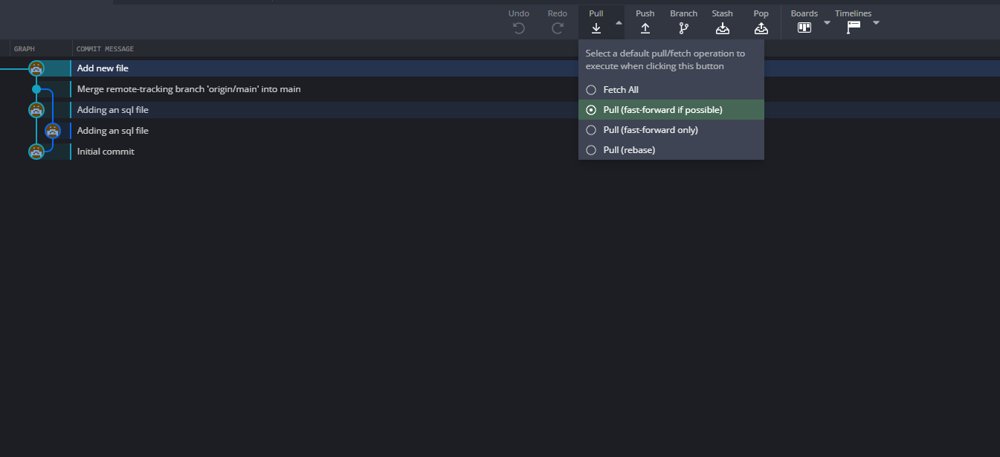 Undo Redo Pull Push Branch Stash Pop Boards Timelines
GRAPH COMMIT MESSAGE
Select a default pull/fetch operation to
execute when clicking this button
Fetch All
Pull (fast-forward if possible)
Pull (fast-forward only)
Pull (rebase)
Add new file
Merge remote-tracking branch 'origin/main' into main
Adding an sql file
Adding an sql file
Initial commit